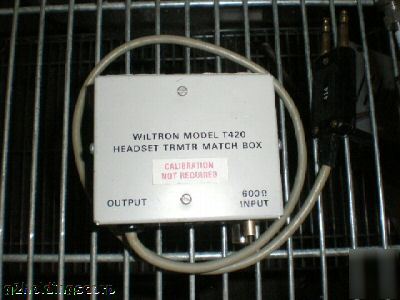 WILTRON MODEL T420
HEADSET TRMTR MATCH BOX
CALIBRATION
NOT REQUIRED
OUTPUT
600Ω
INPUT